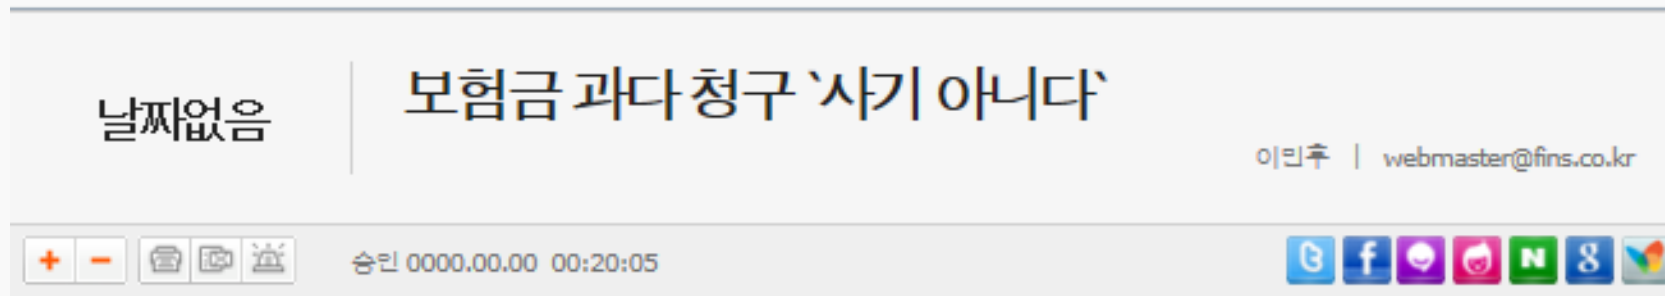 날짜없음
보험금 과다 청구 `사기 아니다`
이민후 | webmaster@fins.co.kr
승인 0000.00.00 00:20:05